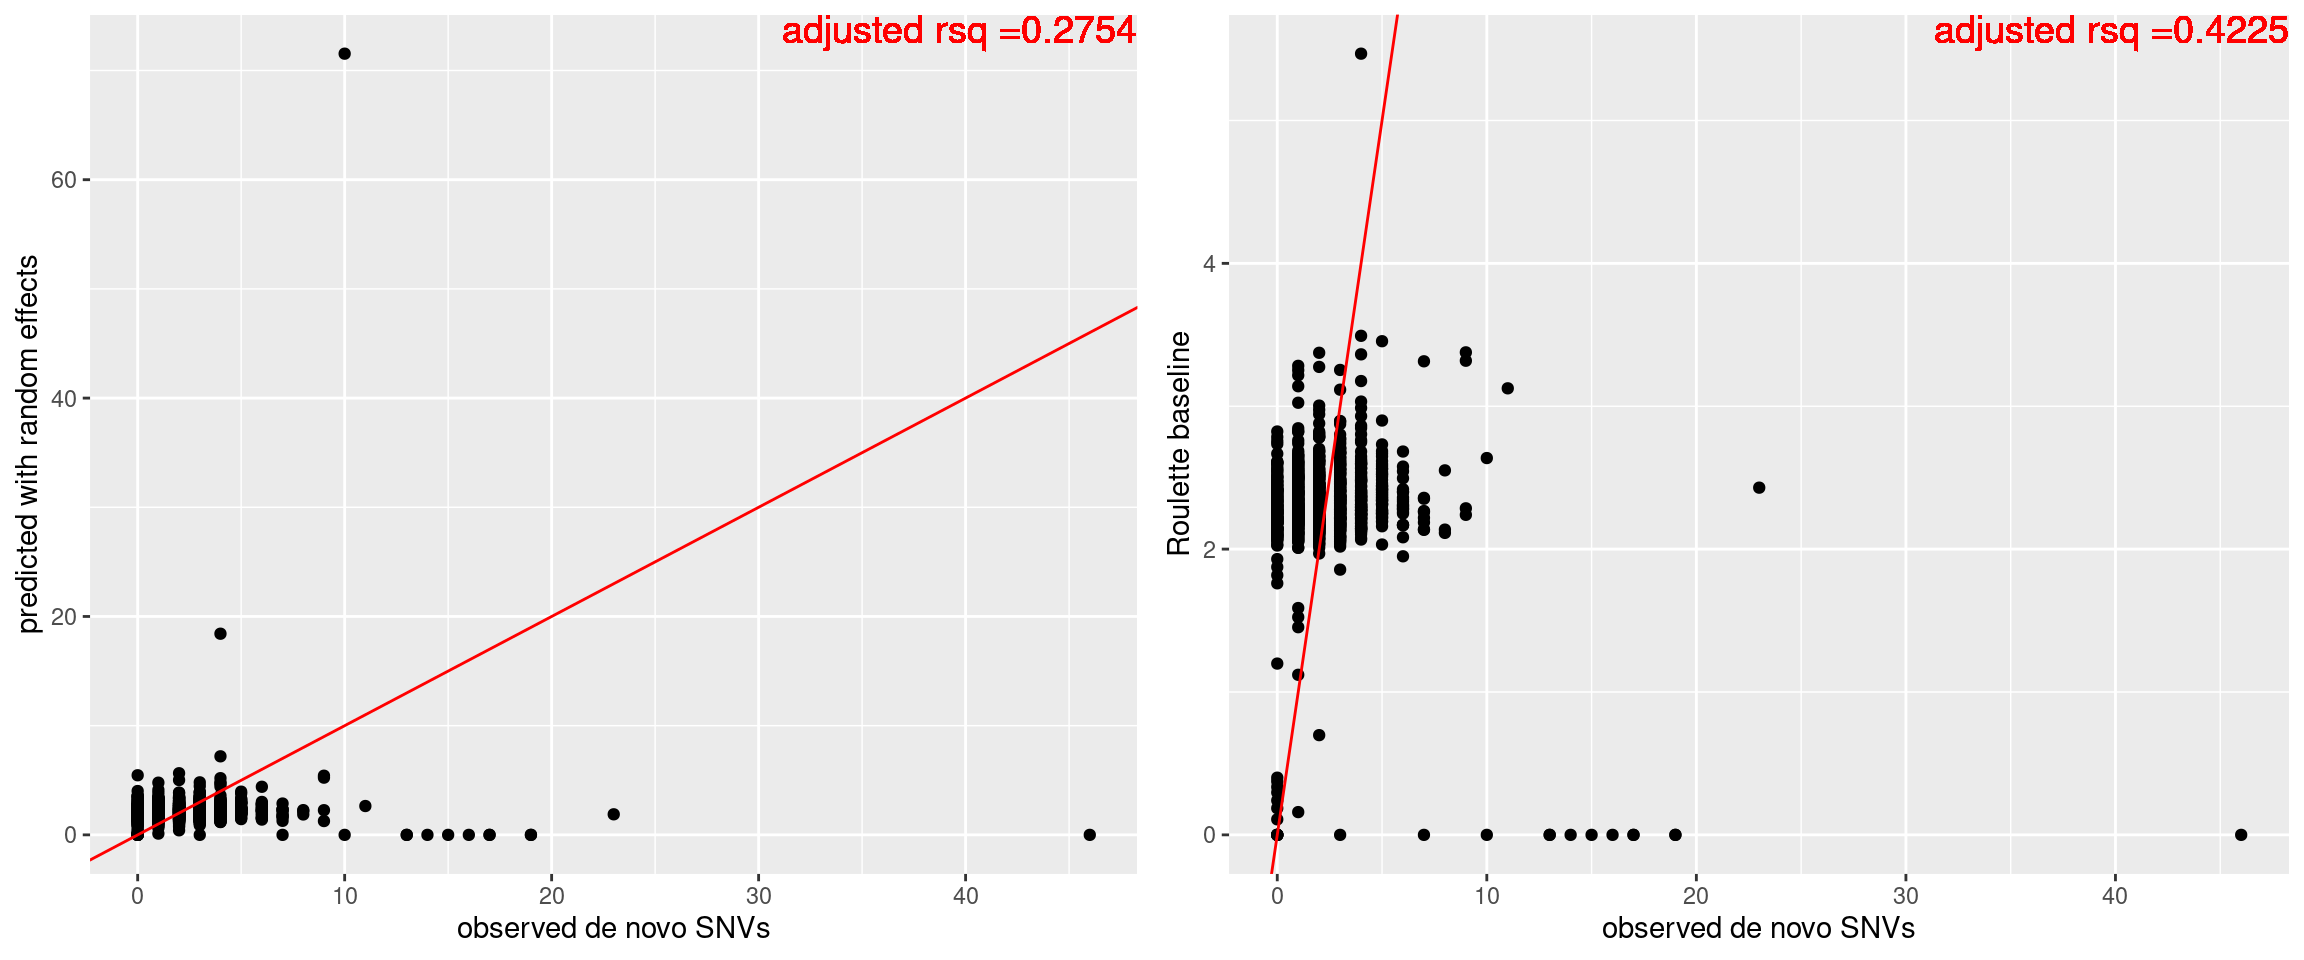 adjusted rsq =0.2754
predicted with random effects
60
40
20
0
0 10 20 30 40
observed de novo SNVs
adjusted rsq =0.4225
Roulette baseline
4
2
0
0 10 20 30 40
observed de novo SNVs